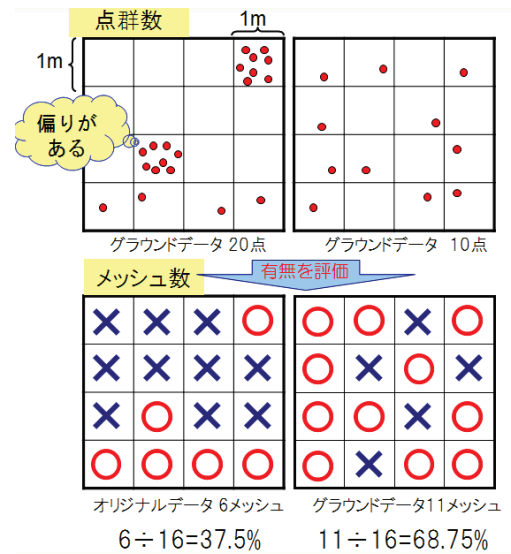 点群数
1m
1m
偏りが
ある
グラウンドデータ 20点
グラウンドデータ 10点
メッシュ数
有無を評価
オリジナルデータ 6メッシュ
グラウンドデータ11メッシュ
6÷16=37.5%
11÷16=68.75%